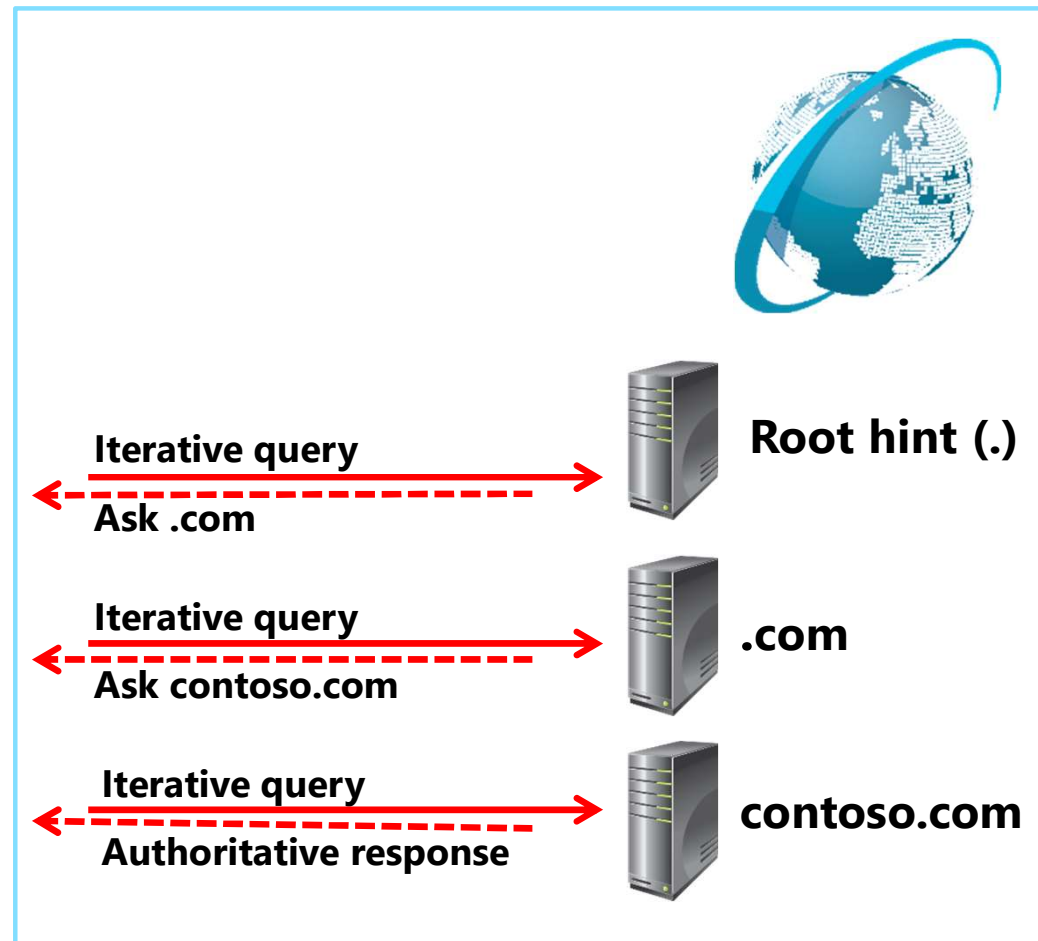 Iterative query
Root hint (.)
Ask .com
Iterative query
.com
Ask contoso.com
Iterative query
contoso.com
Authoritative response